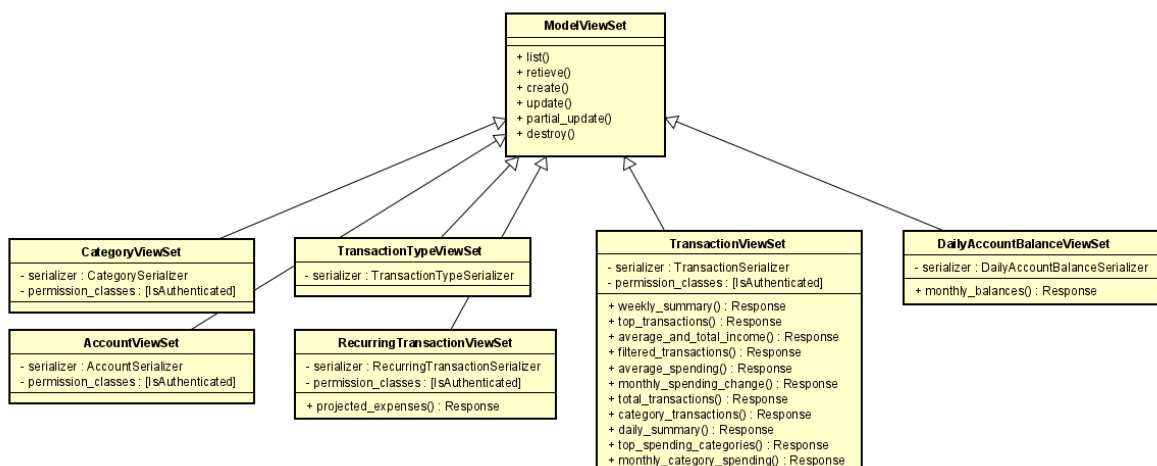 ModelViewSet
+ list()
+ retieve()
+ create()
+ update()
+ partial_update()
+ destroy()
CategoryViewSet
- serializer : CategorySerializer
- permission_classes : [IsAuthenticated]
TransactionTypeViewSet
- serializer : TransactionTypeSerializer
TransactionViewSet
- serializer : TransactionSerializer
- permission_classes : [IsAuthenticated]
+ weekly_summary() : Response
+ top_transactions() : Response
+ average_and_total_income() : Response
+ filtered_transactions() : Response
+ average_spending() : Response
+ monthly_spending_change() : Response
+ total_transactions() : Response
+ category_transactions() : Response
+ daily_summary() : Response
+ top_spending_categories() : Response
+ monthly_category_spending() : Response
DailyAccountBalanceViewSet
- serializer : DailyAccountBalanceSerializer
+ monthly_balances() : Response
AccountViewSet
- serializer : AccountSerializer
- permission_classes : [IsAuthenticated]
RecurringTransactionViewSet
- serializer : RecurringTransactionSerializer
- permission_classes : [IsAuthenticated]
+ projected_expenses() : Response